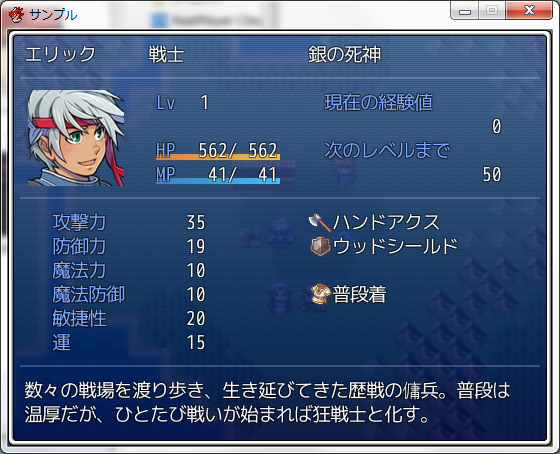 サンプル
エリック 戦士 銀の死神
Lv 1 現在の経験値
0
HP 562/ 562 次のレベルまで
MP 41/ 41 50
攻撃力 35 ハンドアクス
防御力 19 ウッドシールド
魔法力 10
魔法防御 10 普段着
敏捷性 20
運 15
数々の戦場を渡り歩き、生き延びてきた歴戦の傭兵。普段は
温厚だが、ひとたび戦いが始まれば狂戦士と化す。